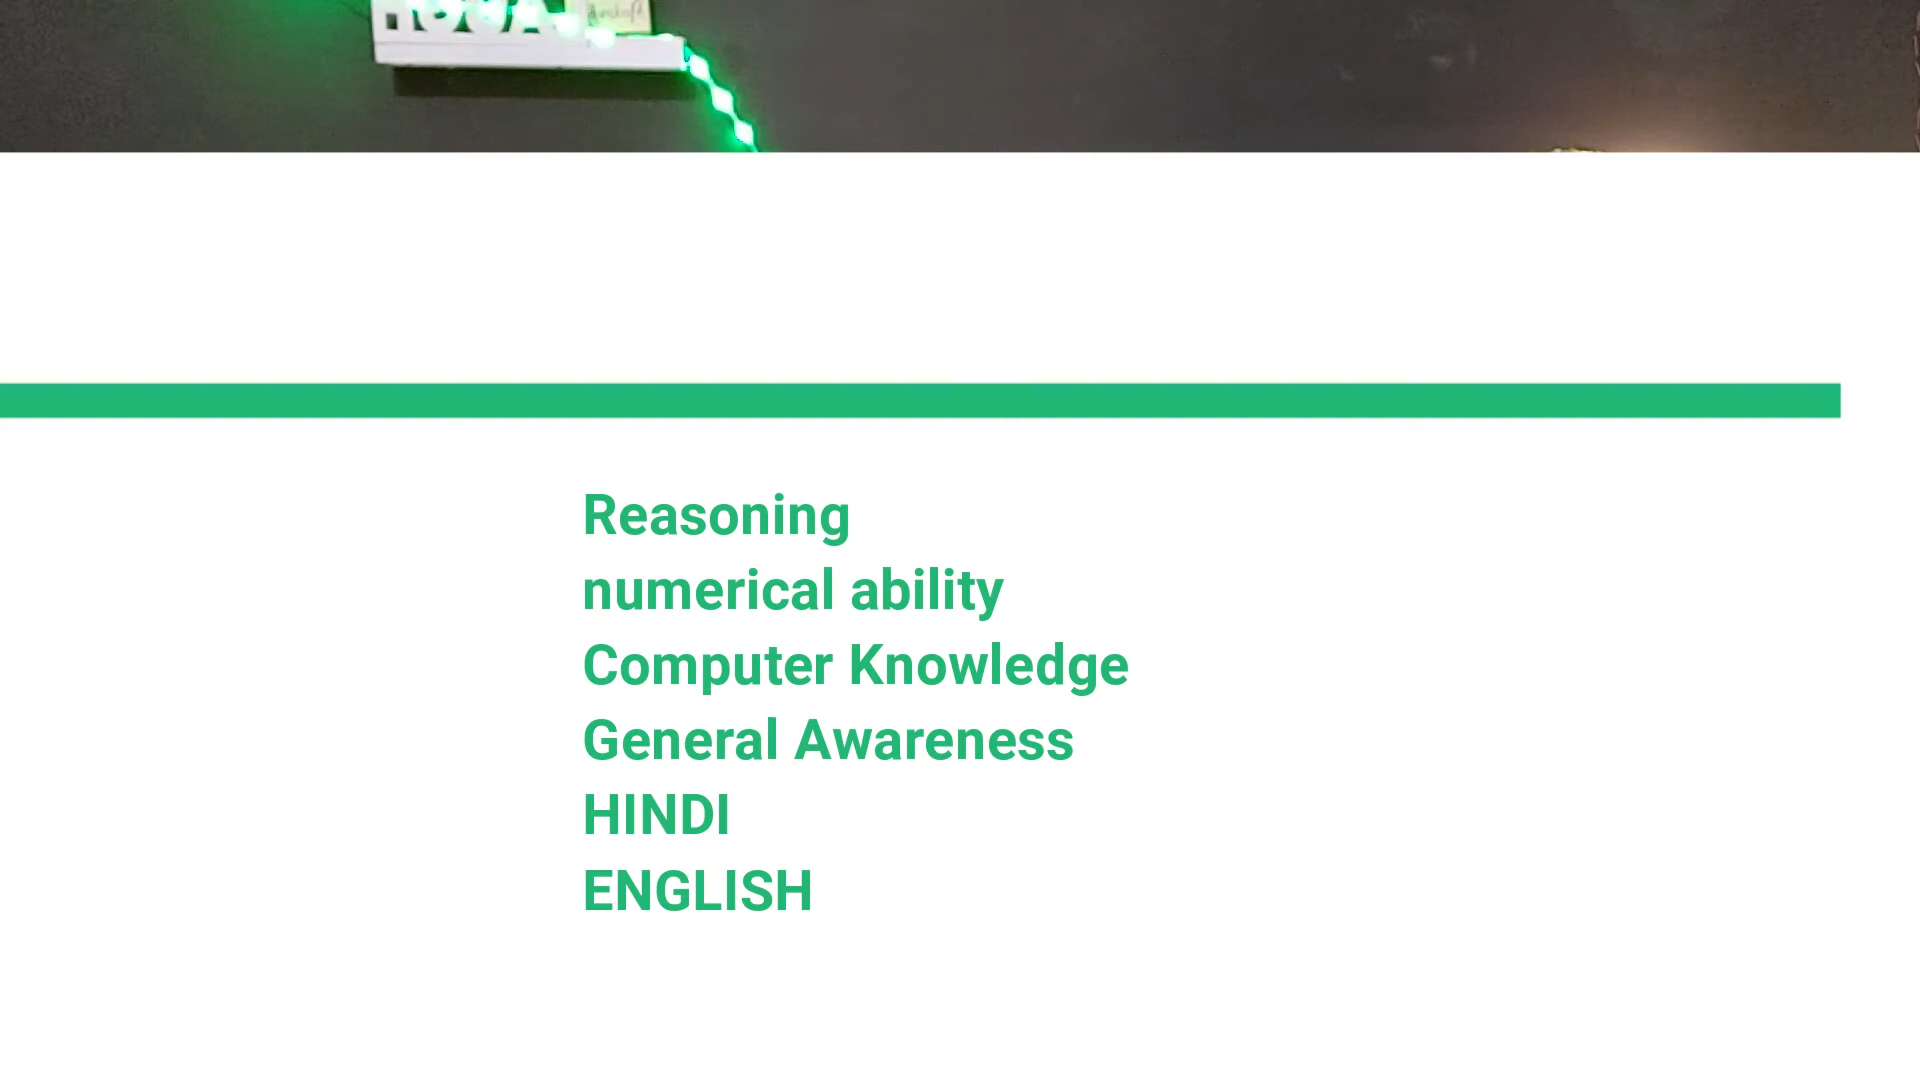 Reasoning
numerical ability
Computer Knowledge
General Awareness
HINDI
ENGLISH